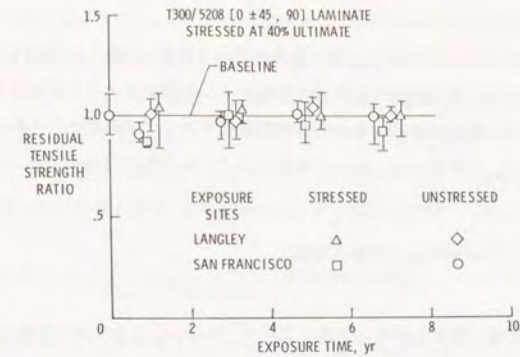 T300/5208 [0 ±45, 90] LAMINATE
STRESSED AT 40% ULTIMATE
1.5
BASELINE
1.0
RESIDUAL
TENSILE
STRENGTH
RATIO
.5
EXPOSURE
SITES
STRESSED
UNSTRESSED
LANGLEY
SAN FRANCISCO
0
2
4
6
8
10
EXPOSURE TIME, yr